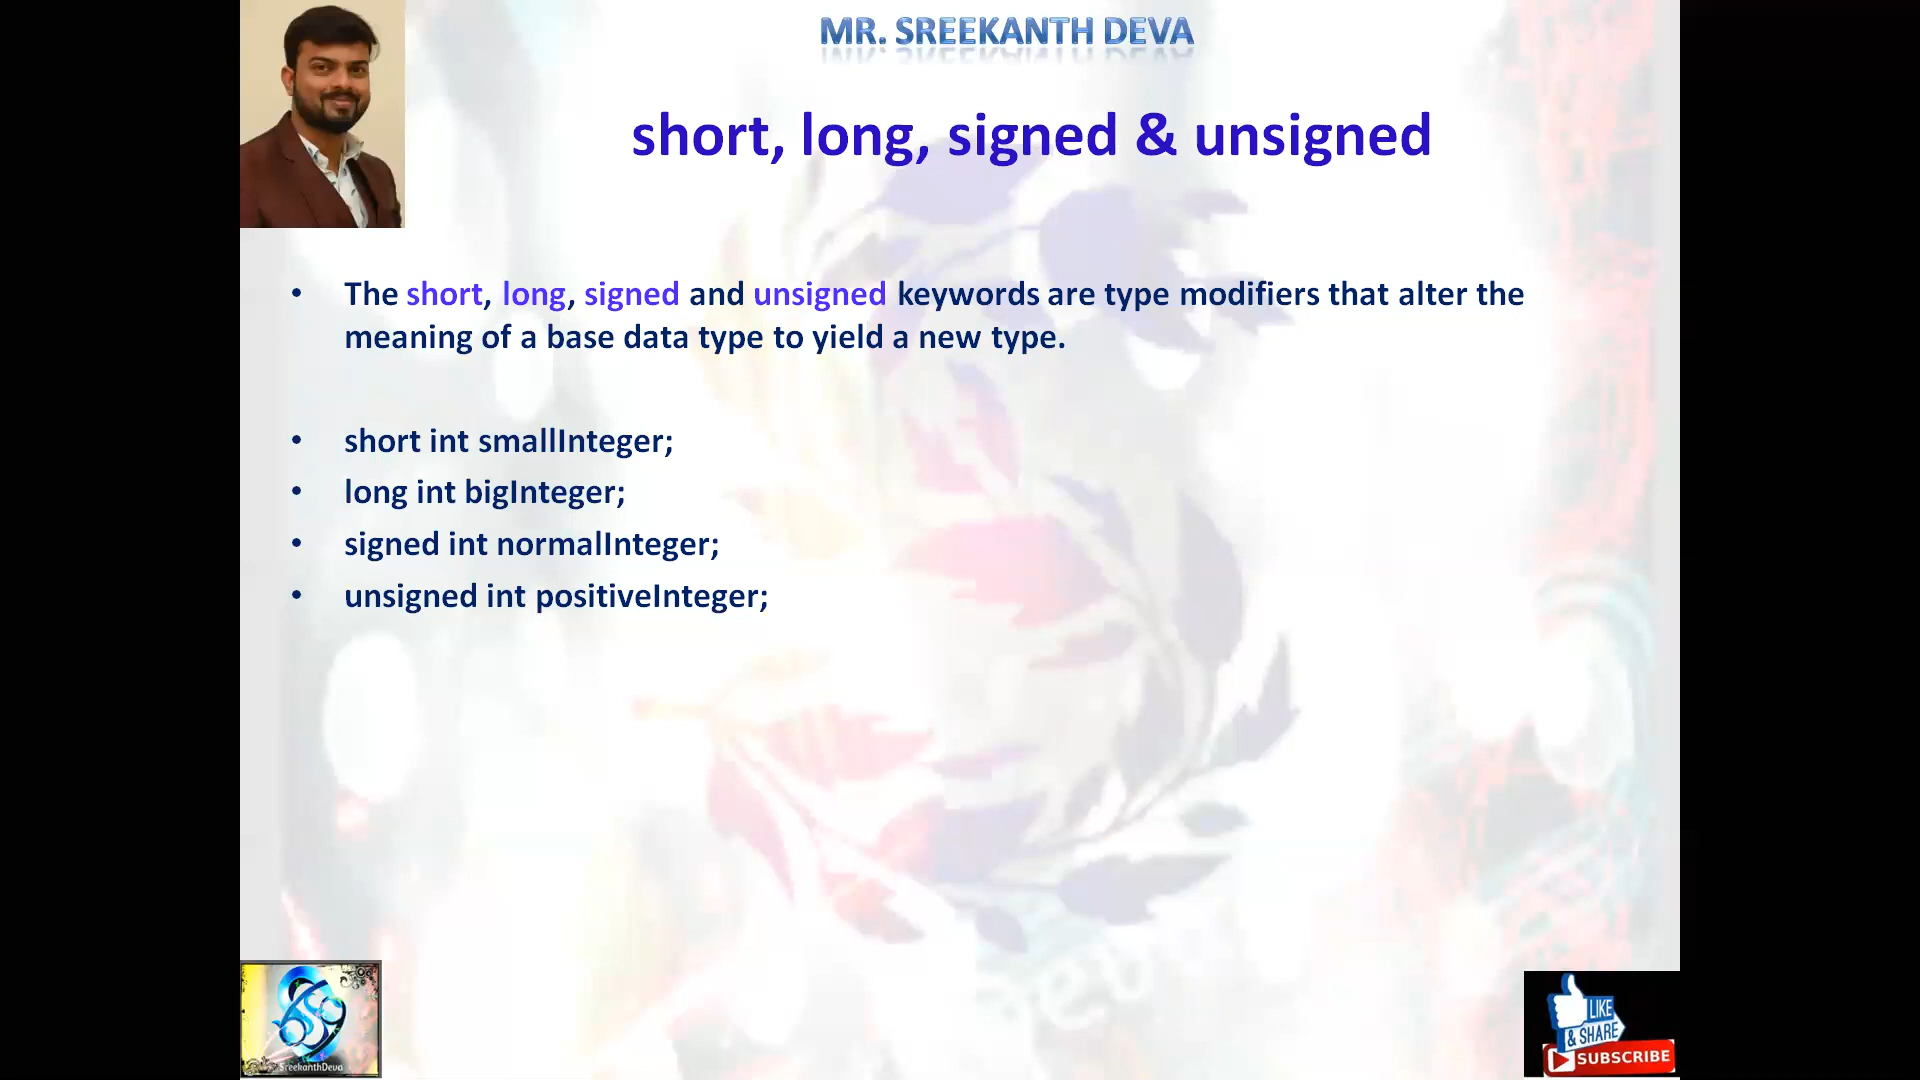 MR. SREEKANTH DEVA
short, long, signed & unsigned
• The short, long, signed and unsigned keywords are type modifiers that alter the
meaning of a base data type to yield a new type.
• short int smallInteger;
• long int bigInteger;
• signed int normalInteger;
• unsigned int positiveInteger;
SreekanthDeva
LIKE
& SHARE
SUBSCRIBE